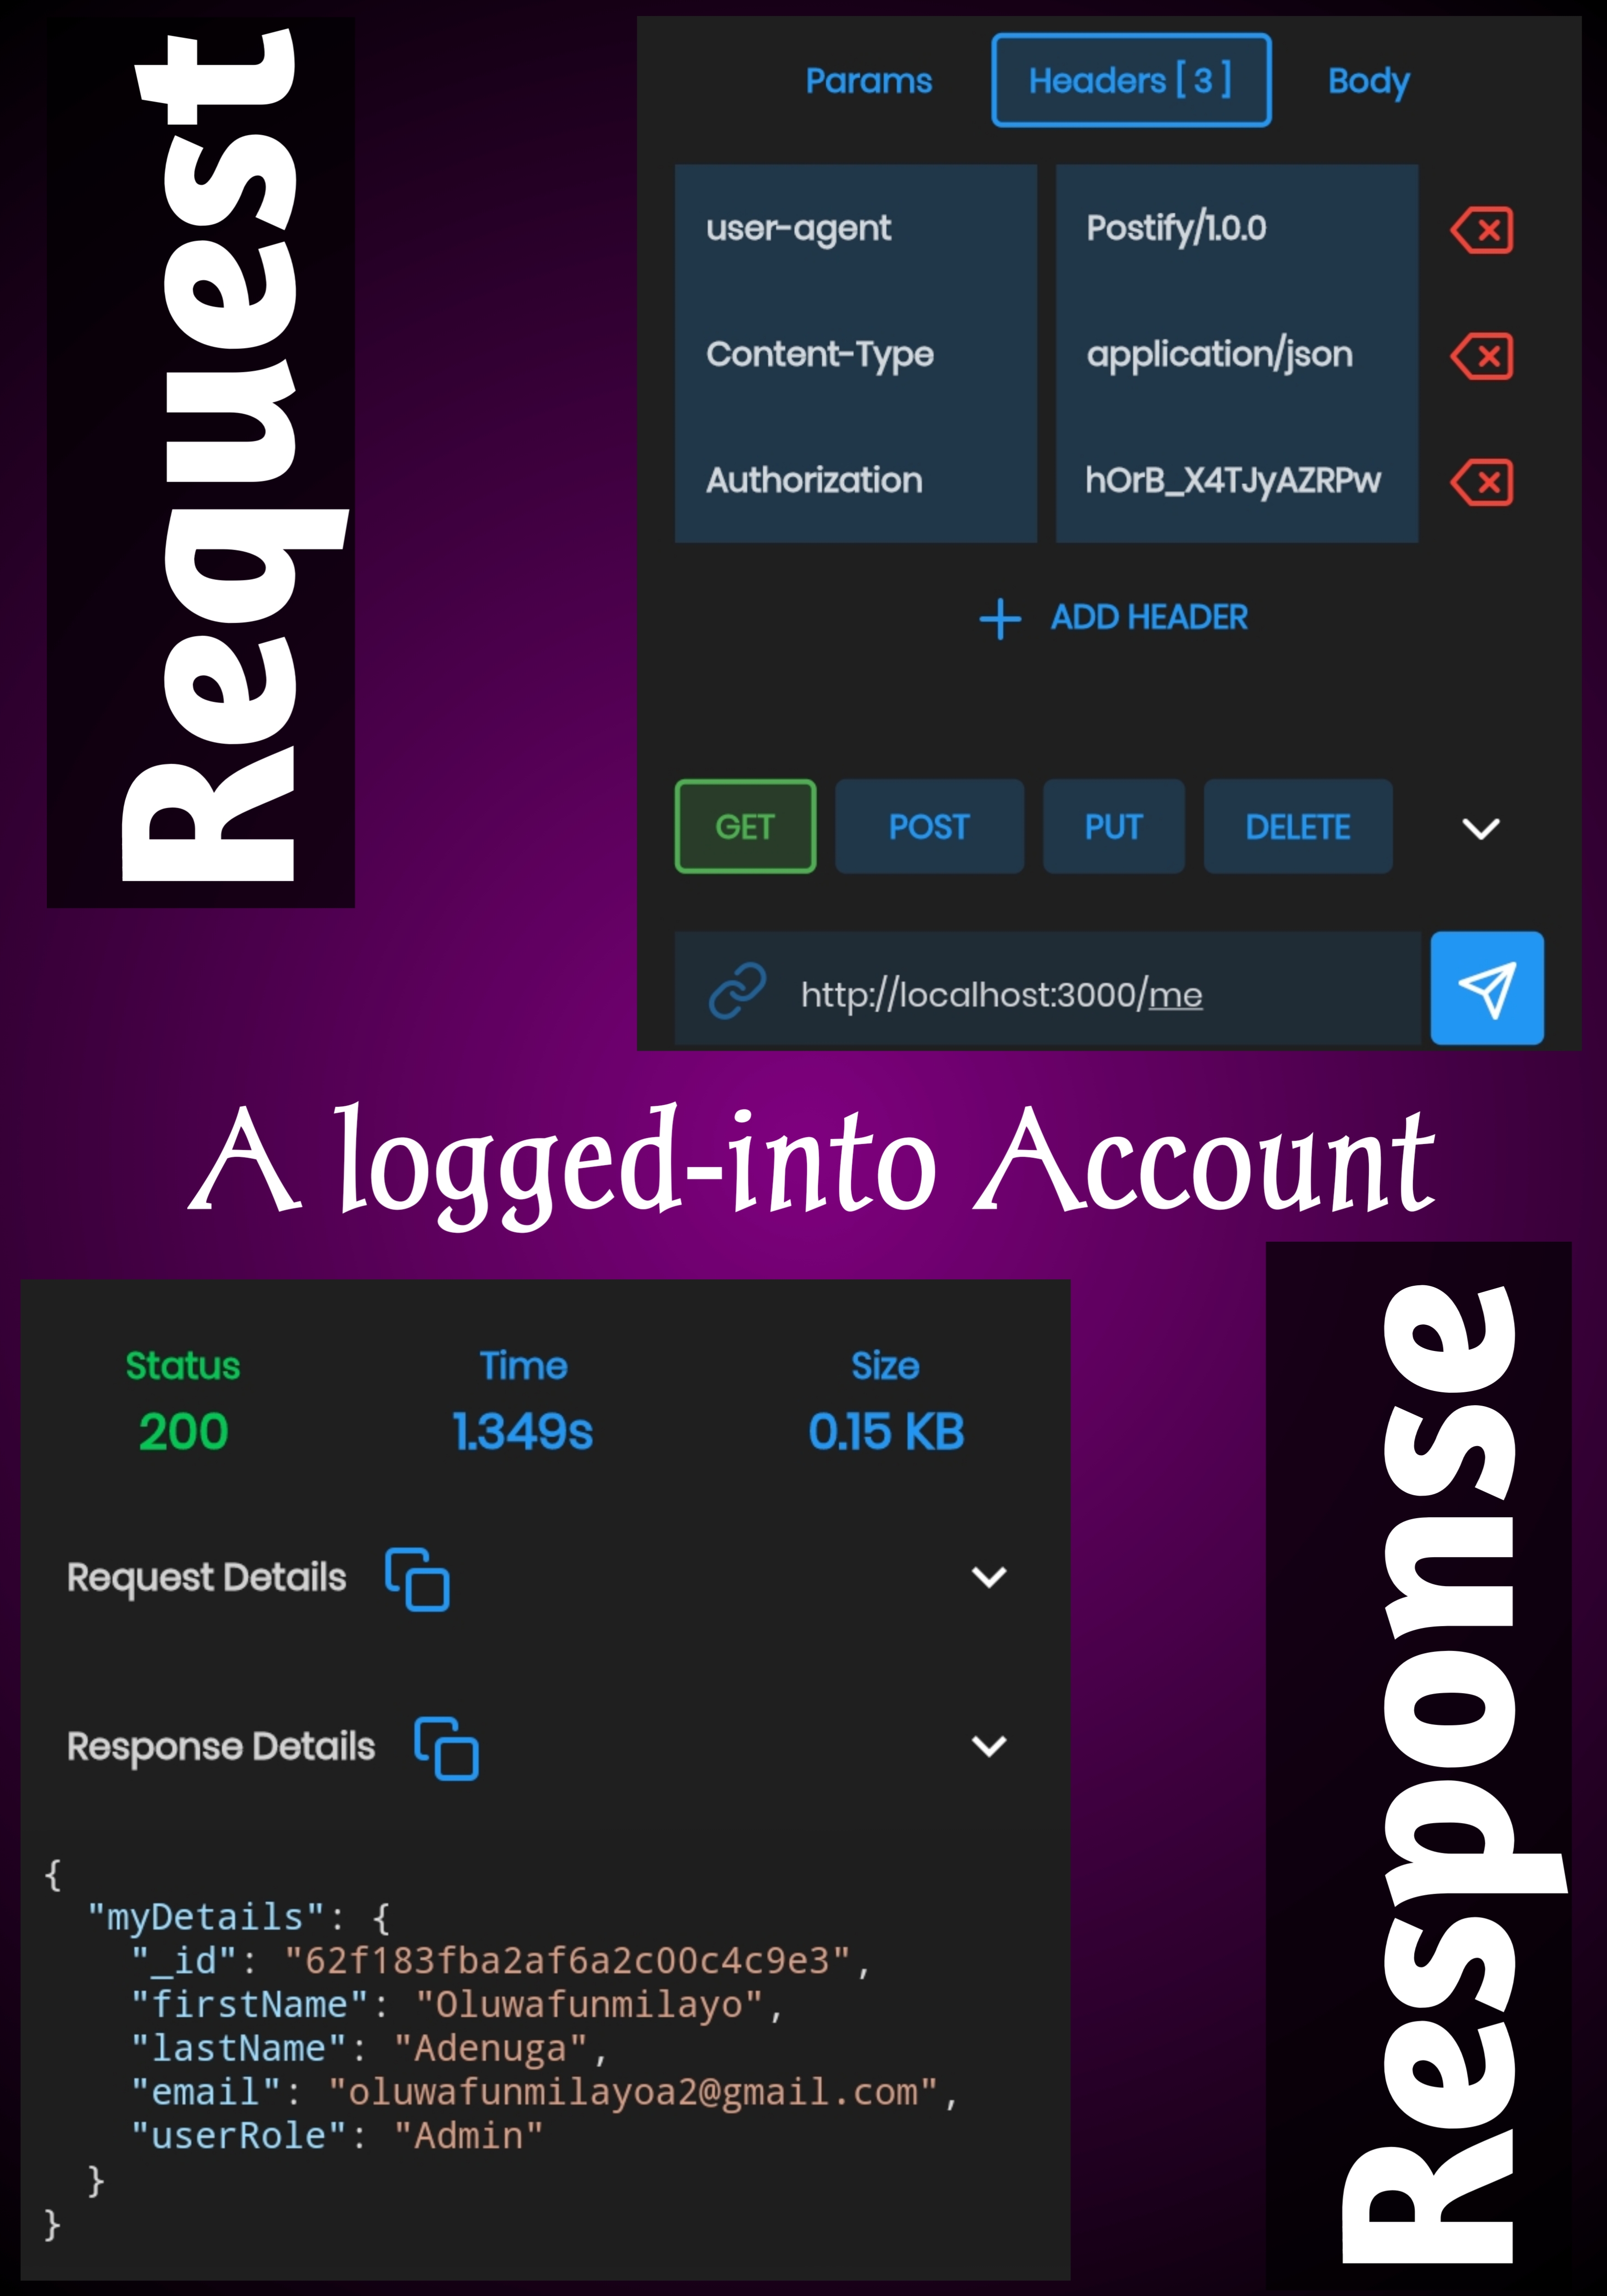 Request
Params Headers [ 3 ] Body
user-agent Postify/1.0.0
Content-Type application/json
Authorization hOrB_X4TJyAZRPw
ADD HEADER
GET POST PUT DELETE
http://localhost:3000/me
A logged-into Account
Response
Status Time Size
200 1.349s 0.15 KB
Request Details
Response Details
{
"myDetails": {
"_id": "62f183fba2af6a2c00c4c9e3",
"firstName": "Oluwafunmilayo",
"lastName": "Adenuga",
"email": "oluwafunmilayoa2@gmail.com",
"userRole": "Admin"
}
}